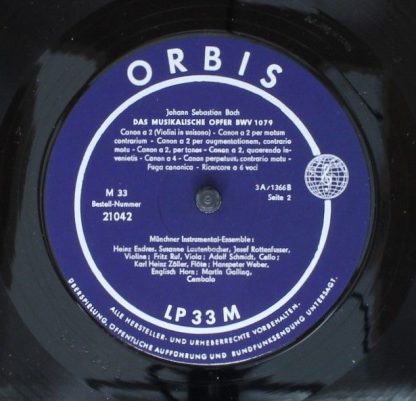 ORBIS
Johann Sebastian Bach
DAS MUSIKALISCHE OPFER BWV 1079
Canon a 2 (Violini in unisono) - Canon a 2 per motum
contrarium - Canon a 2 per augmentationem, contrario
motu - Canon a 2, per tonos - Canon a 2, quaerendo in-
venietis - Canon a 4 - Canon perpetuus, contrario motu -
Fuga canonica - Ricercare a 6 voci
M 33
Bestell-Nummer
21042
3A/1366B
Seite 2
Münchner Instrumental-Ensemble:
Heinz Endres, Susanne Lautenbacher, Josef Rottenfusser,
Violine; Fritz Ruf, Viola; Adolf Schmidt, Cello;
Karl Heinz Zöller, Flöte; Hanspeter Weber,
Englisch Horn; Martin Galling,
Cembalo
LP 33 M
ALLE HERSTELLER- UND URHEBERRECHTE VORBEHALTEN.
ÜBERSPIELUNG, ÖFFENTLICHE AUFFÜHRUNG UND RUNDFUNKSENDUNG UNTERSAGT.